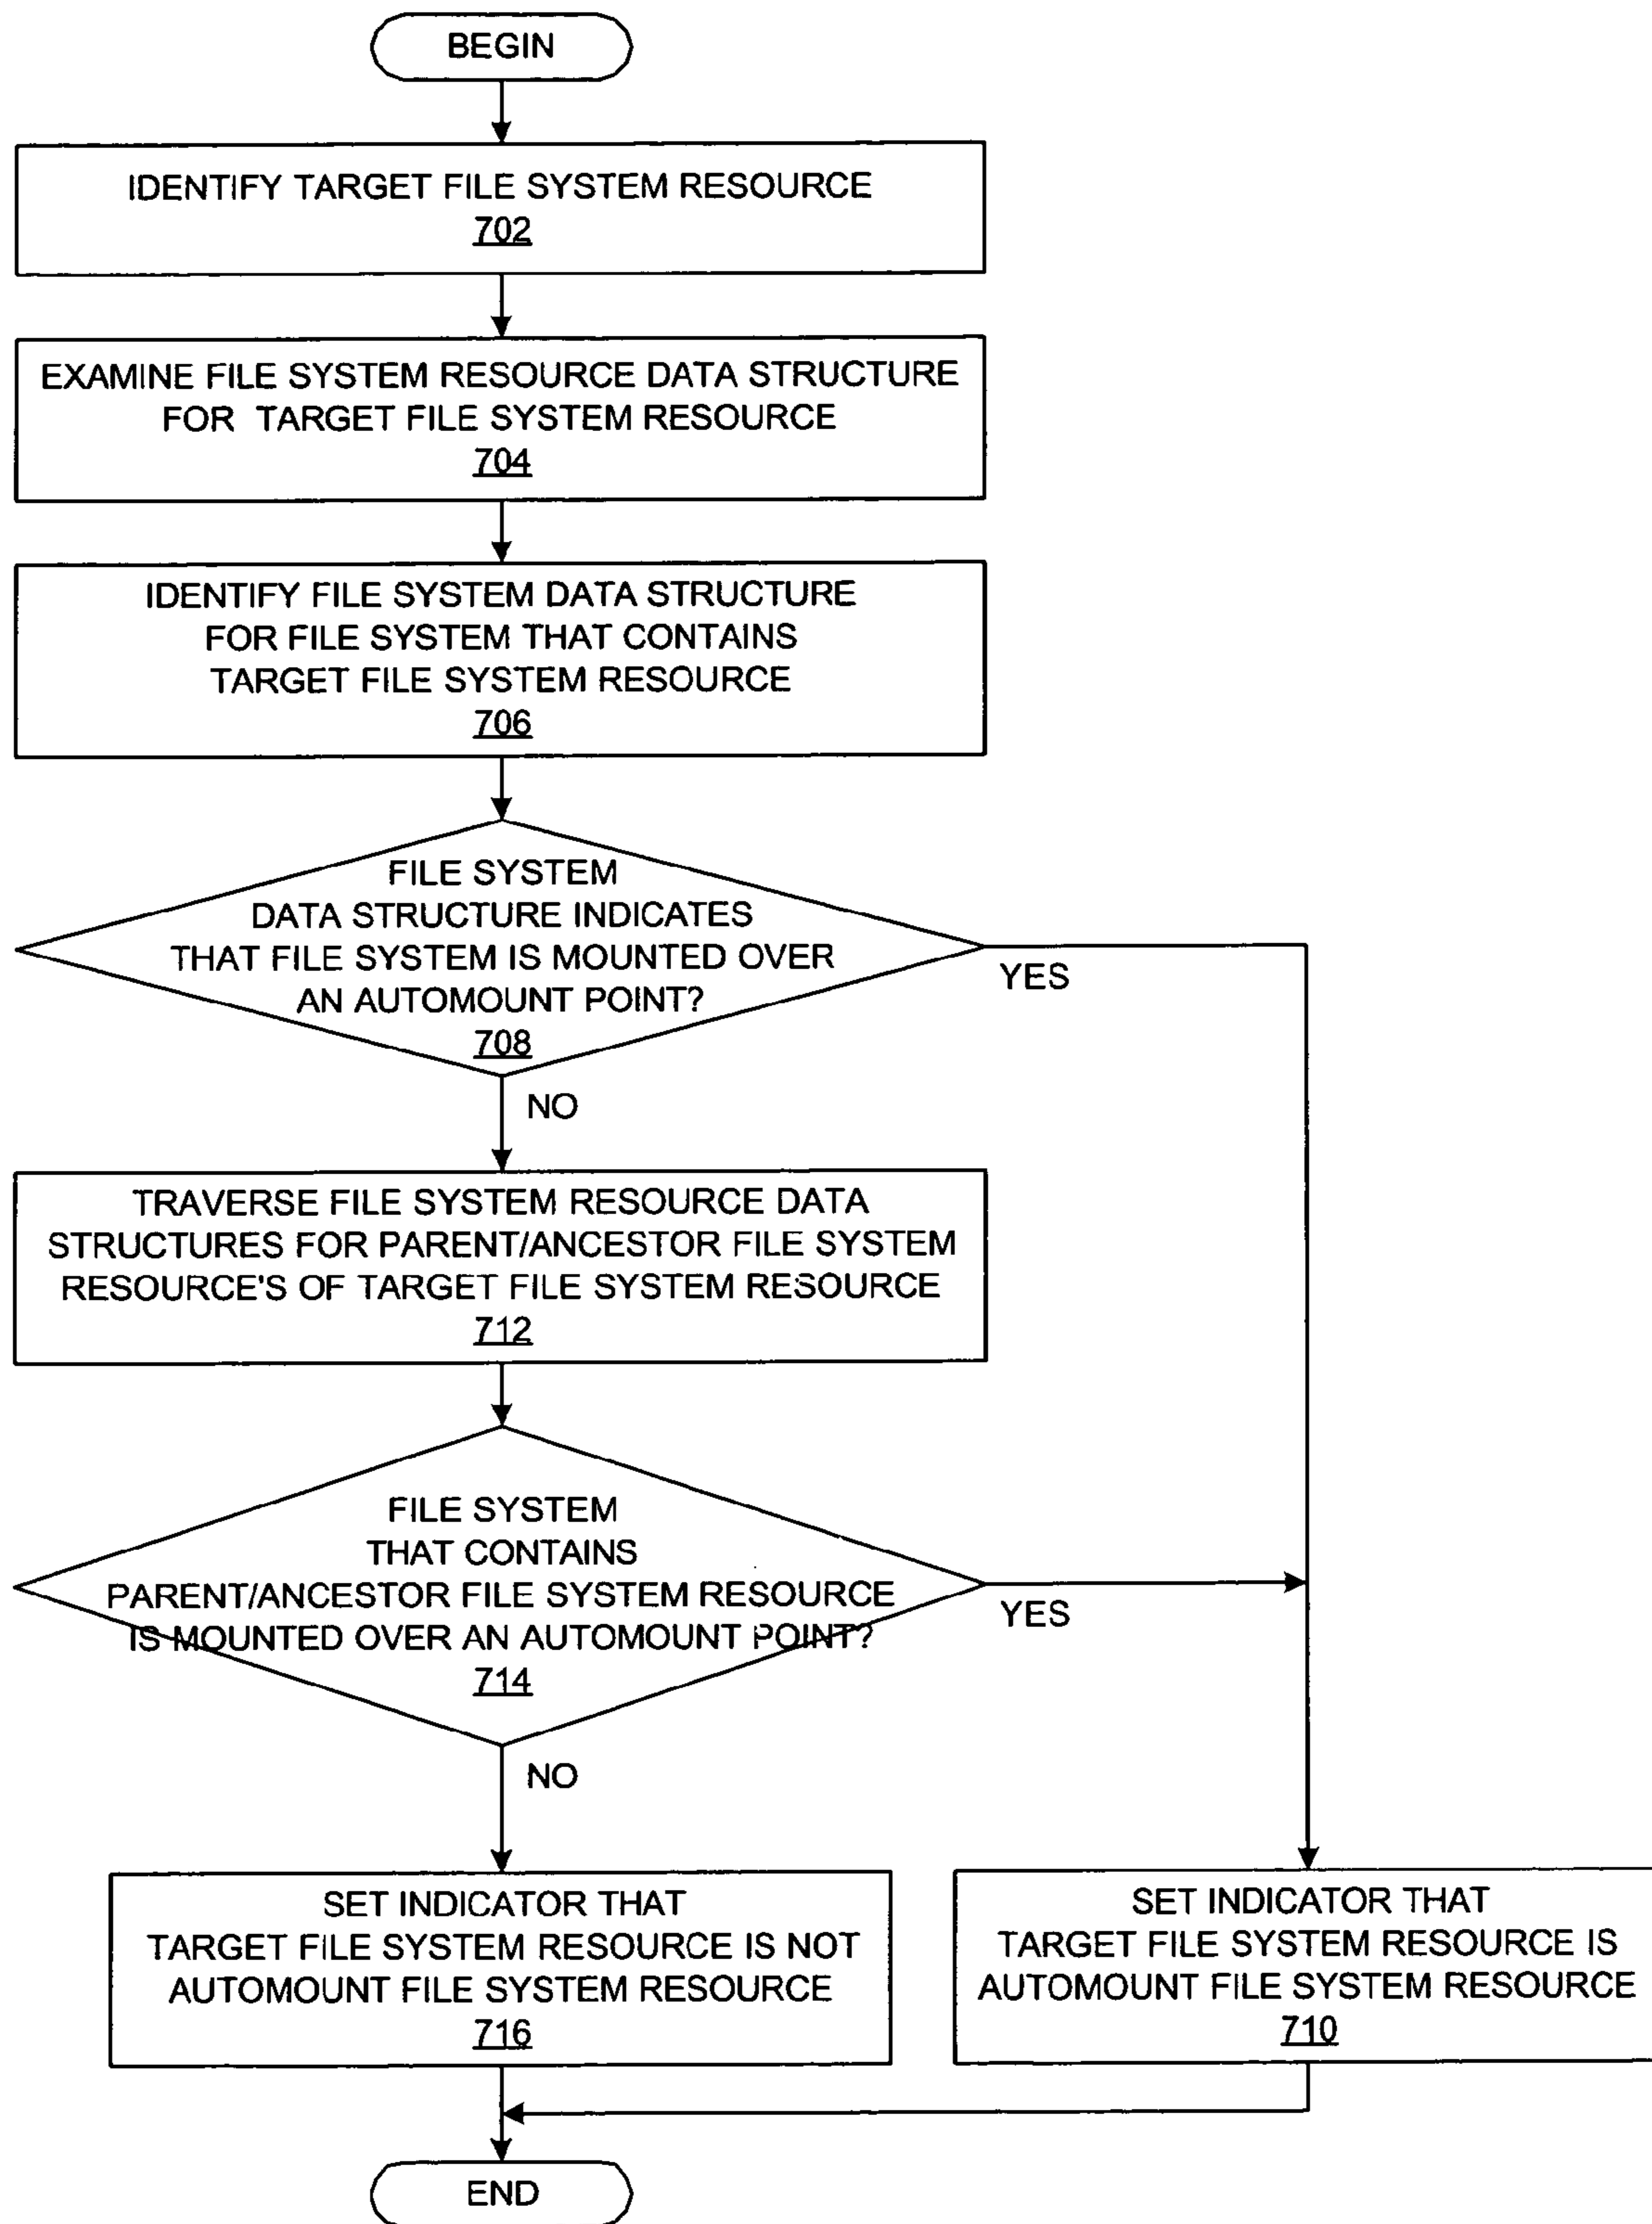 BEGIN
IDENTIFY TARGET FILE SYSTEM RESOURCE
702
EXAMINE FILE SYSTEM RESOURCE DATA STRUCTURE
FOR TARGET FILE SYSTEM RESOURCE
704
IDENTIFY FILE SYSTEM DATA STRUCTURE
FOR FILE SYSTEM THAT CONTAINS
TARGET FILE SYSTEM RESOURCE
706
FILE SYSTEM
DATA STRUCTURE INDICATES
THAT FILE SYSTEM IS MOUNTED OVER
AN AUTOMOUNT POINT?
708
YES
NO
TRAVERSE FILE SYSTEM RESOURCE DATA
STRUCTURES FOR PARENT/ANCESTOR FILE SYSTEM
RESOURCE'S OF TARGET FILE SYSTEM RESOURCE
712
FILE SYSTEM
THAT CONTAINS
PARENT/ANCESTOR FILE SYSTEM RESOURCE
IS MOUNTED OVER AN AUTOMOUNT POINT?
714
YES
NO
SET INDICATOR THAT
TARGET FILE SYSTEM RESOURCE IS NOT
AUTOMOUNT FILE SYSTEM RESOURCE
716
SET INDICATOR THAT
TARGET FILE SYSTEM RESOURCE IS
AUTOMOUNT FILE SYSTEM RESOURCE
710
END